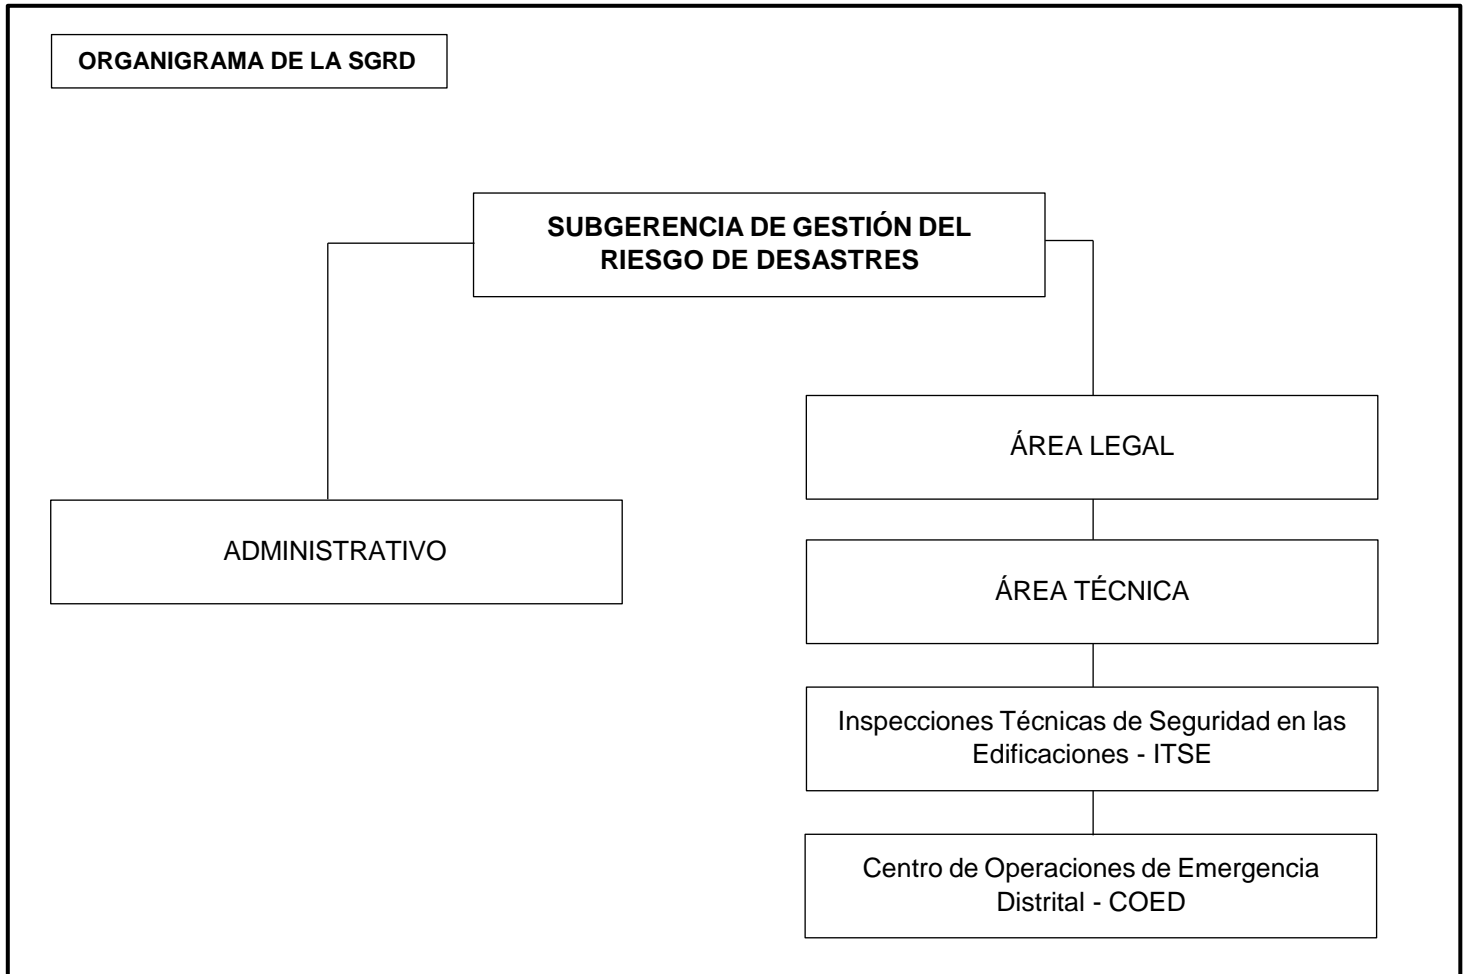 ORGANIGRAMA DE LA SGRD
SUBGERENCIA DE GESTIÓN DEL
RIESGO DE DESASTRES
ADMINISTRATIVO
ÁREA LEGAL
ÁREA TÉCNICA
Inspecciones Técnicas de Seguridad en las
Edificaciones - ITSE
Centro de Operaciones de Emergencia
Distrital - COED